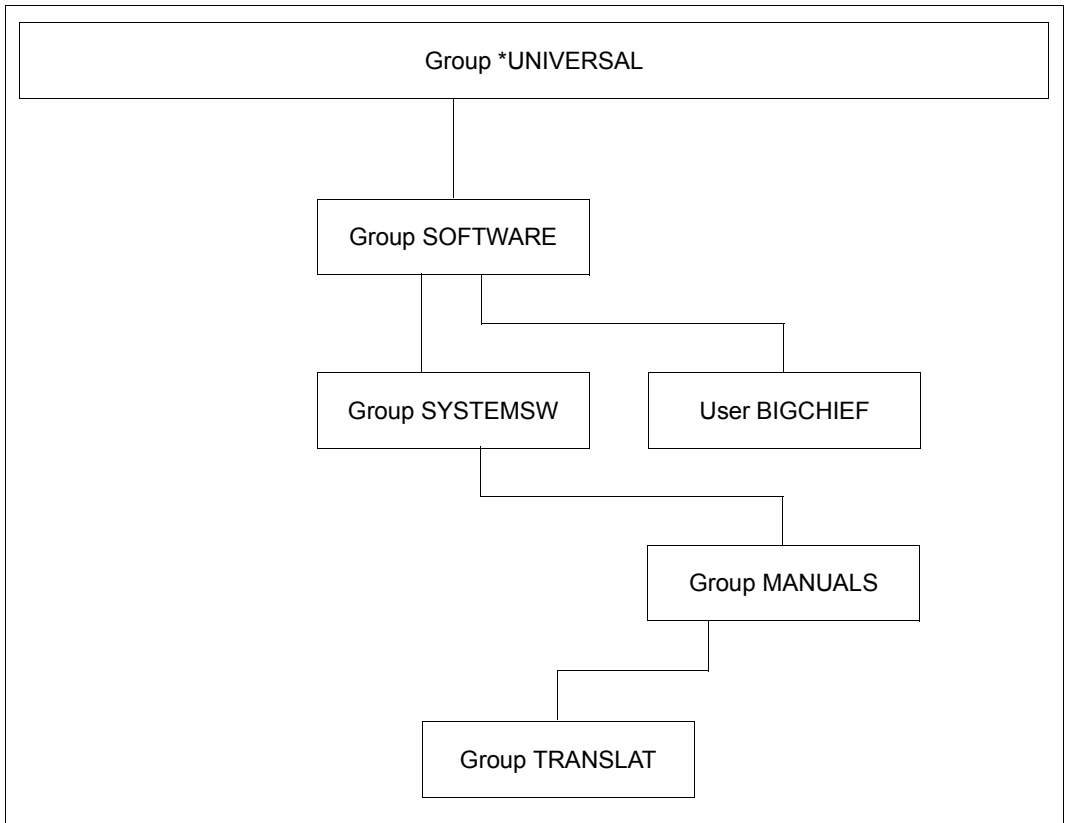 Group *UNIVERSAL
Group SOFTWARE
Group SYSTEMSW
User BIGCHIEF
Group MANUALS
Group TRANSLAT